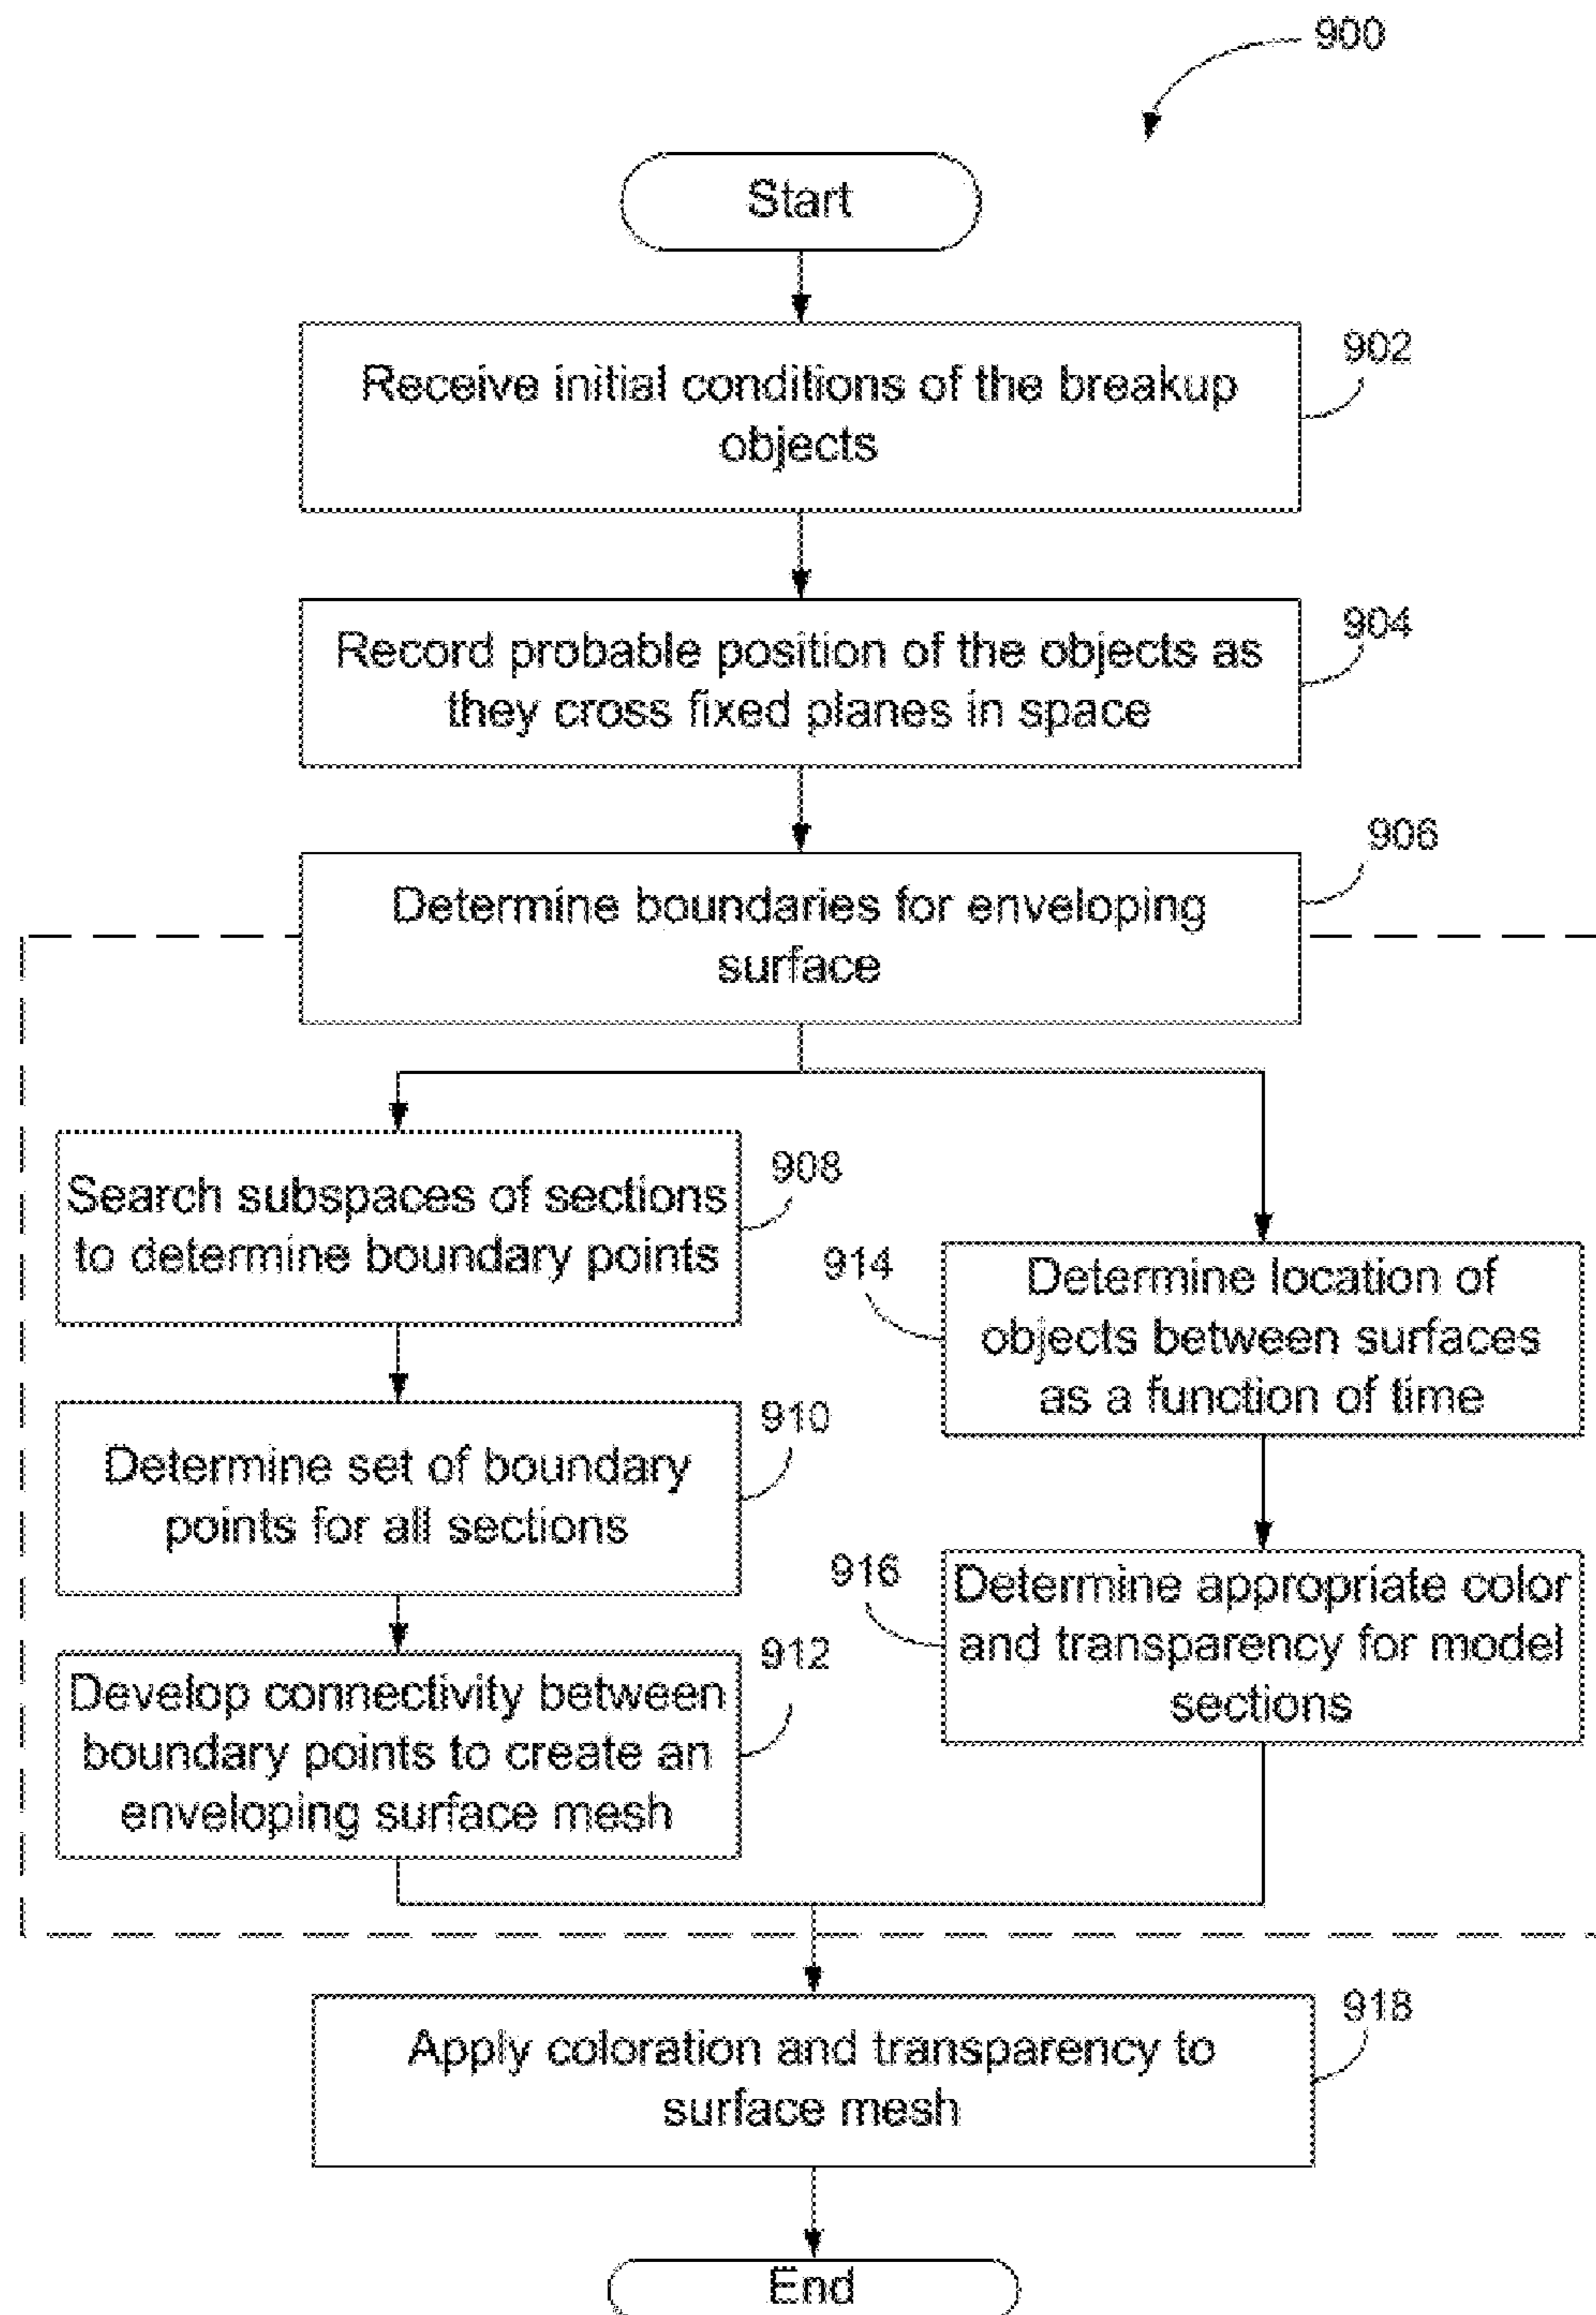 900
Start
902
Receive initial conditions of the breakup
objects
904
Record probable position of the objects as
they cross fixed planes in space
906
Determine boundaries for enveloping
surface
908
Search subspaces of sections
to determine boundary points
910
Determine set of boundary
points for all sections
912
Develop connectivity between
boundary points to create an
enveloping surface mesh
914
Determine location of
objects between surfaces
as a function of time
916
Determine appropriate color
and transparency for model
sections
918
Apply coloration and transparency to
surface mesh
End